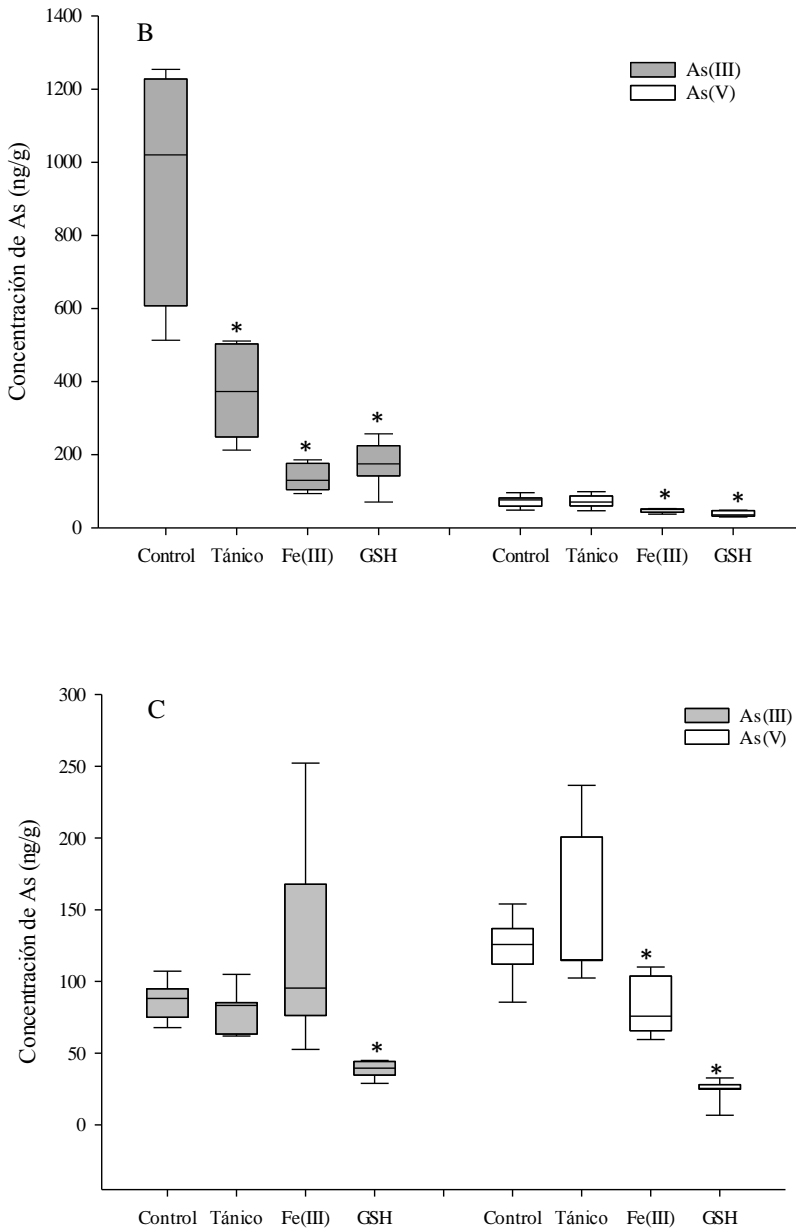 B
As(III)
As(V)
Concentración de As (ng/g)
1400
1200
1000
800
600
400
200
0
* * * * *
Control Tánico Fe(III) GSH Control Tánico Fe(III) GSH
C
As(III)
As(V)
Concentración de As (ng/g)
300
250
200
150
100
50
0
* * *
Control Tánico Fe(III) GSH Control Tánico Fe(III) GSH